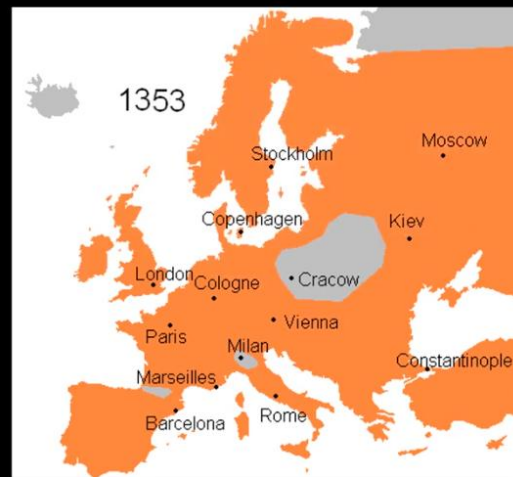 1353
Moscow
Stockholm
Copenhagen
Kiev
London
Cologne
Cracow
Paris
Vienna
Milan
Constantinople
Marseilles
Barcelona
Rome